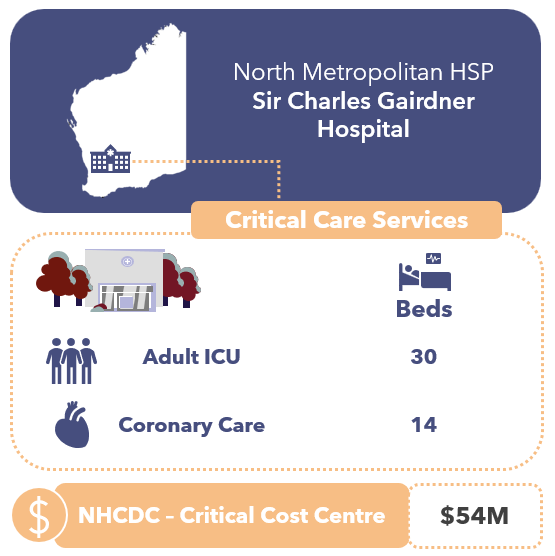 North Metropolitan HSP
Sir Charles Gairdner
Hospital
Critical Care Services
Beds
Adult ICU 30
Coronary Care 14
$ NHCDC – Critical Cost Centre $54M